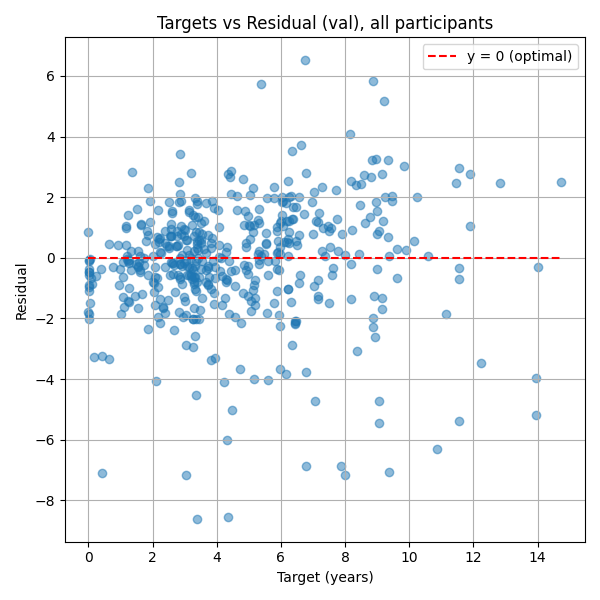 Targets vs Residual (val), all participants
y = 0 (optimal)
6
4
2
0
−2
−4
−6
−8
Residual
0 2 4 6 8 10 12 14
Target (years)